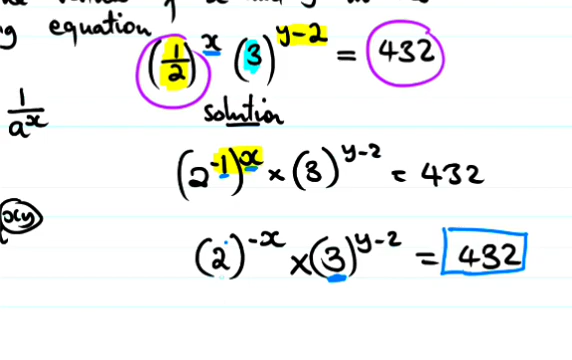 g equation
(1/2)^x (3)^(y-2) = 432
1/a^x
solution
(2^-1)^x × (3)^(y-2) = 432
xy
(2)^-x × (3)^(y-2) = 432